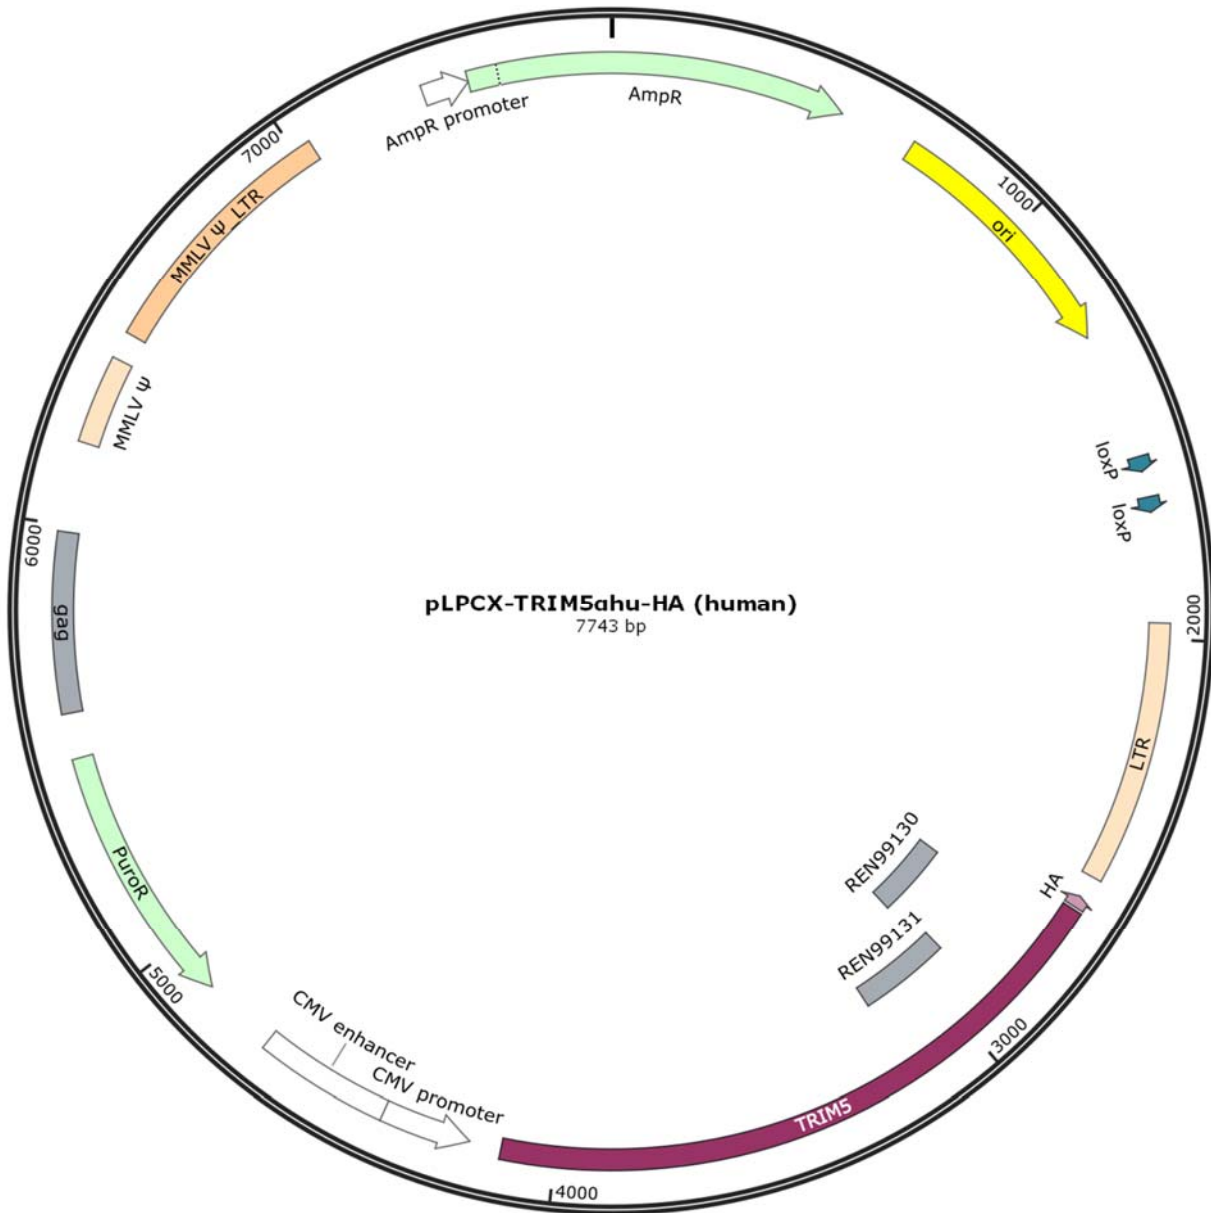 AmpR promoter
AmpR
7000
1000
ori
MMLV Ψ_LTR
MMLV Ψ
loxP
loxP
6000
gag
pLPCX-TRIM5αhu-HA (human)
7743 bp
2000
LTR
REN99130
HA
REN99131
PuroR
5000
CMV enhancer
CMV promoter
3000
TRIM5
4000